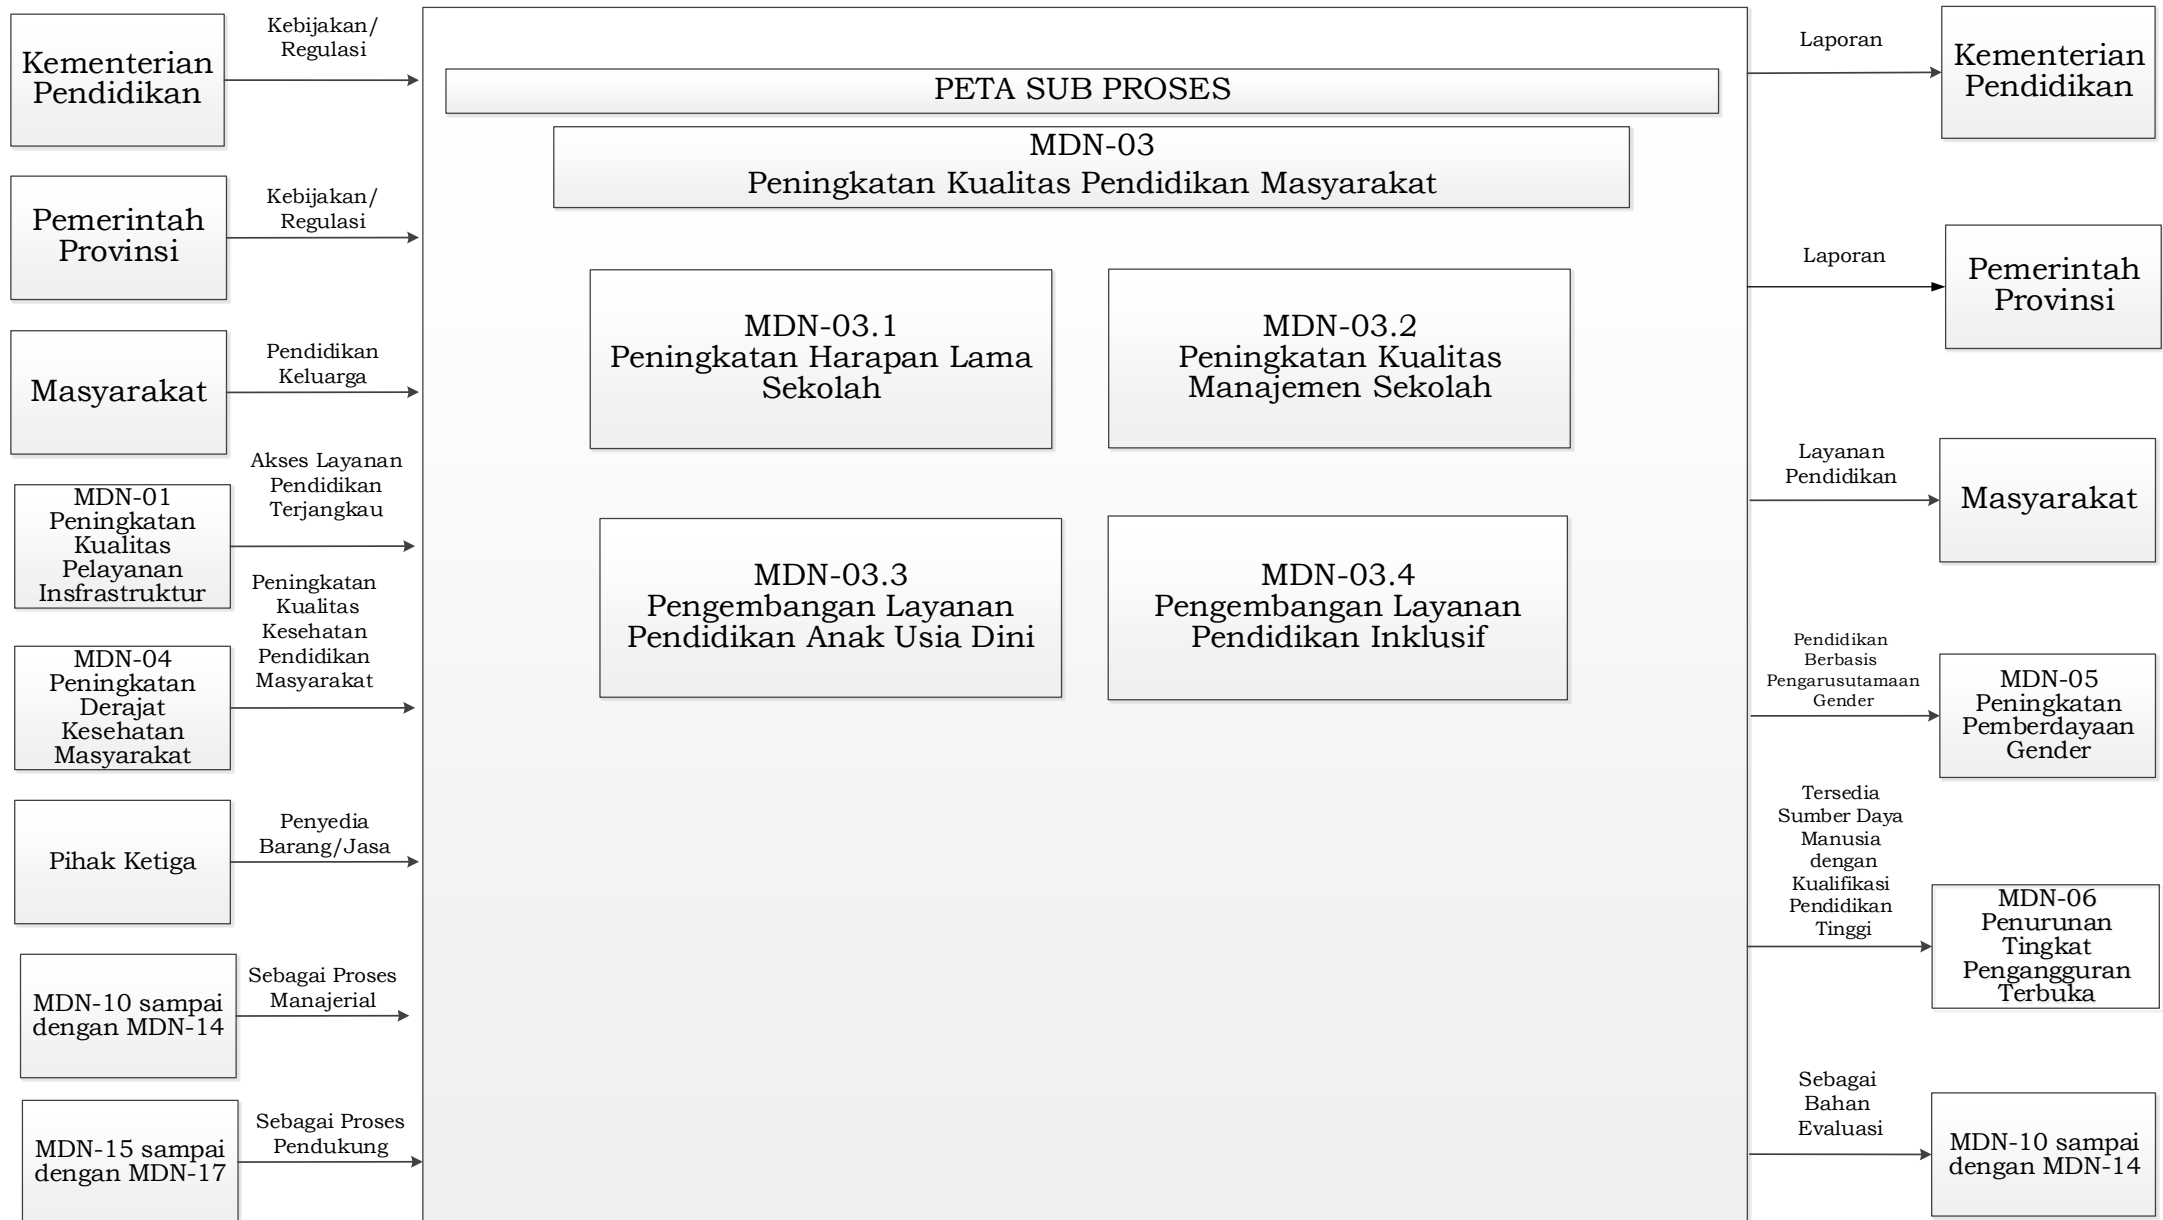 Kementerian
Pendidikan
Kebijakan/
Regulasi
Pemerintah
Provinsi
Kebijakan/
Regulasi
Masyarakat
Pendidikan
Keluarga
MDN-01
Peningkatan
Kualitas
Pelayanan
Insfrastruktur
Akses Layanan
Pendidikan
Terjangkau
MDN-04
Peningkatan
Derajat
Kesehatan
Masyarakat
Peningkatan
Kualitas
Kesehatan
Pendidikan
Masyarakat
Pihak Ketiga
Penyedia
Barang/Jasa
MDN-10 sampai
dengan MDN-14
Sebagai Proses
Manajerial
MDN-15 sampai
dengan MDN-17
Sebagai Proses
Pendukung
PETA SUB PROSES
MDN-03
Peningkatan Kualitas Pendidikan Masyarakat
MDN-03.1
Peningkatan Harapan Lama
Sekolah
MDN-03.2
Peningkatan Kualitas
Manajemen Sekolah
MDN-03.3
Pengembangan Layanan
Pendidikan Anak Usia Dini
MDN-03.4
Pengembangan Layanan
Pendidikan Inklusif
Laporan
Kementerian
Pendidikan
Laporan
Pemerintah
Provinsi
Layanan
Pendidikan
Masyarakat
Pendidikan
Berbasis
Pengarusutamaan
Gender
MDN-05
Peningkatan
Pemberdayaan
Gender
Tersedia
Sumber Daya
Manusia
dengan
Kualifikasi
Pendidikan
Tinggi
MDN-06
Penurunan
Tingkat
Pengangguran
Terbuka
Sebagai
Bahan
Evaluasi
MDN-10 sampai
dengan MDN-14